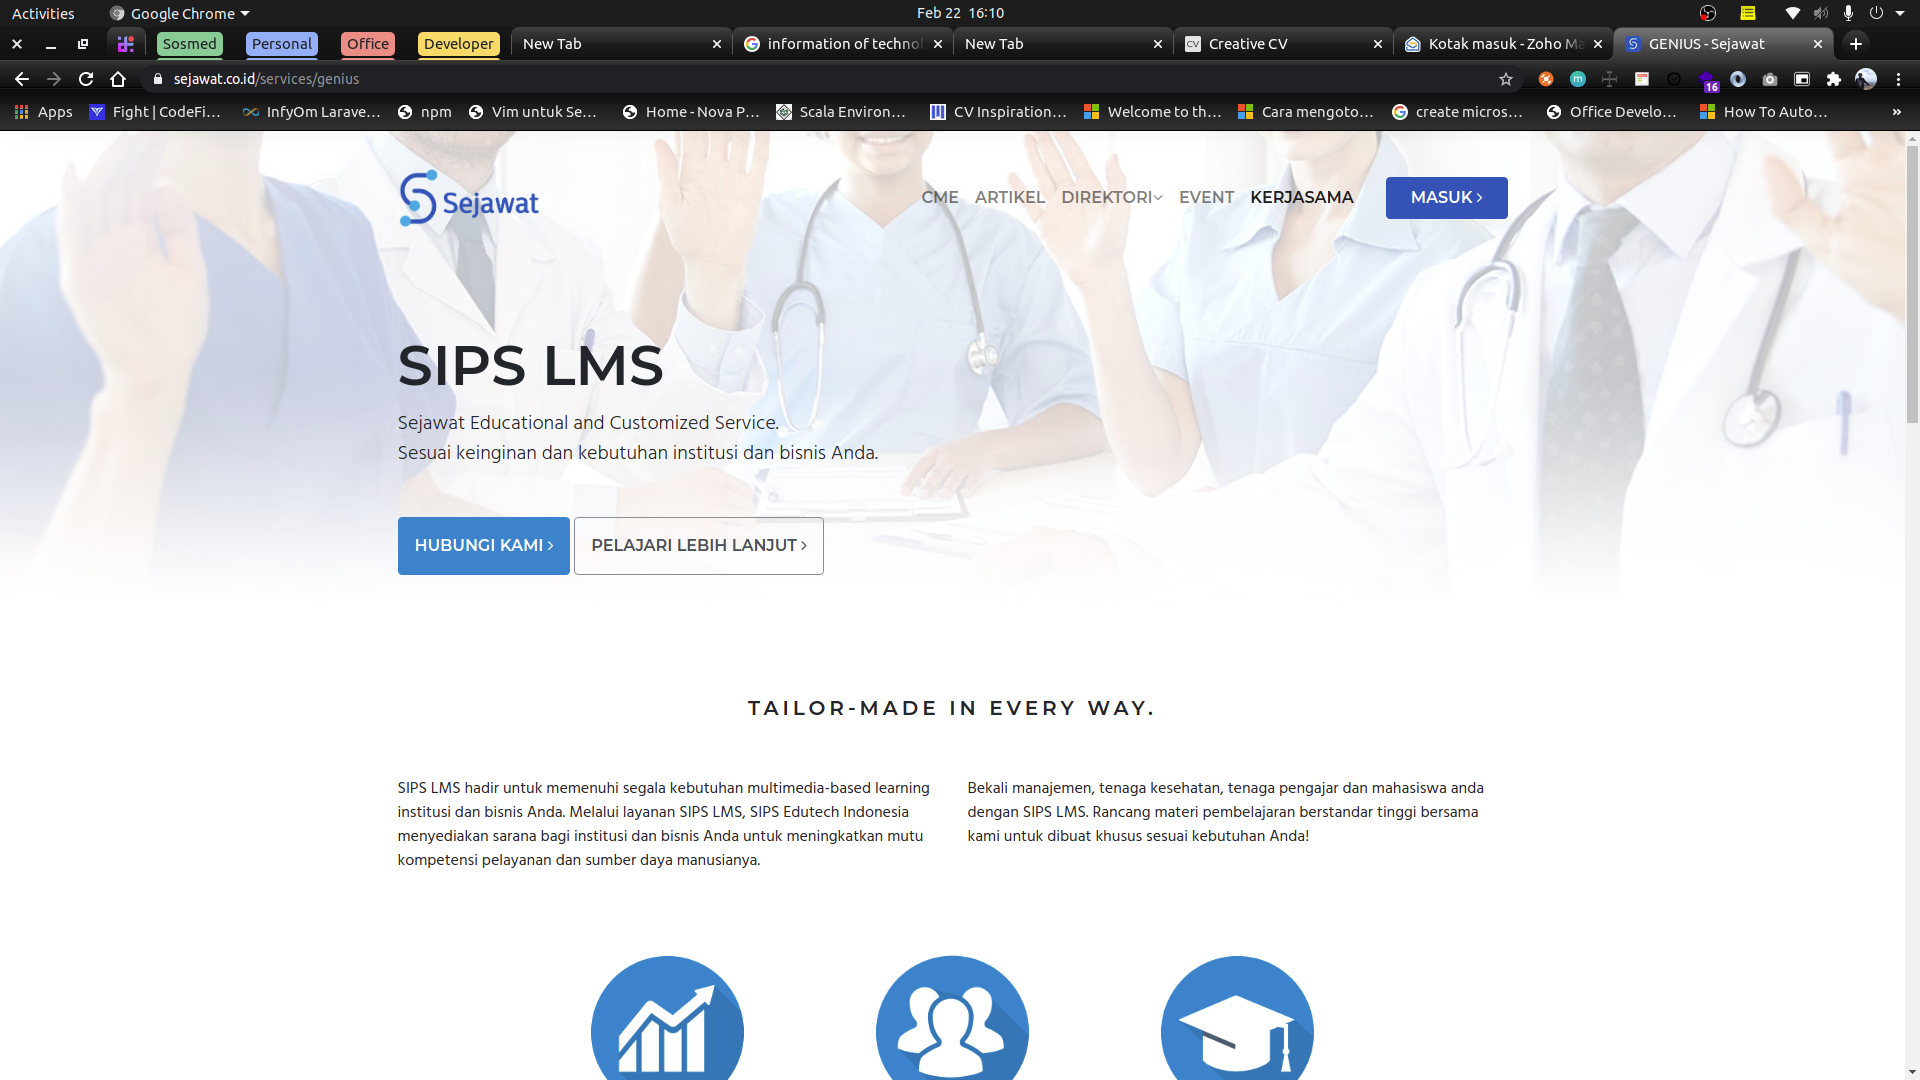 Activities
Google Chrome
Feb 22 16:10
Sosmed
Personal
Office
Developer
New Tab
information of technol
New Tab
Creative CV
Kotak masuk - Zoho Ma
GENIUS - Sejawat
sejawat.co.id/services/genius
16
Apps
Fight | CodeFi...
InfyOm Larave...
npm
Vim untuk Se...
Home - Nova P...
Scala Environ...
CV Inspiration...
Welcome to th...
Cara mengoto...
create micros...
Office Develo...
How To Auto...
Sejawat
CME
ARTIKEL
DIREKTORI
EVENT
KERJASAMA
MASUK
SIPS LMS
Sejawat Educational and Customized Service.
Sesuai keinginan dan kebutuhan institusi dan bisnis Anda.
HUBUNGI KAMI
PELAJARI LEBIH LANJUT
TAILOR-MADE IN EVERY WAY.
SIPS LMS hadir untuk memenuhi segala kebutuhan multimedia-based learning
institusi dan bisnis Anda. Melalui layanan SIPS LMS, SIPS Edutech Indonesia
menyediakan sarana bagi institusi dan bisnis Anda untuk meningkatkan mutu
kompetensi pelayanan dan sumber daya manusianya.
Bekali manajemen, tenaga kesehatan, tenaga pengajar dan mahasiswa anda
dengan SIPS LMS. Rancang materi pembelajaran berstandar tinggi bersama
kami untuk dibuat khusus sesuai kebutuhan Anda!